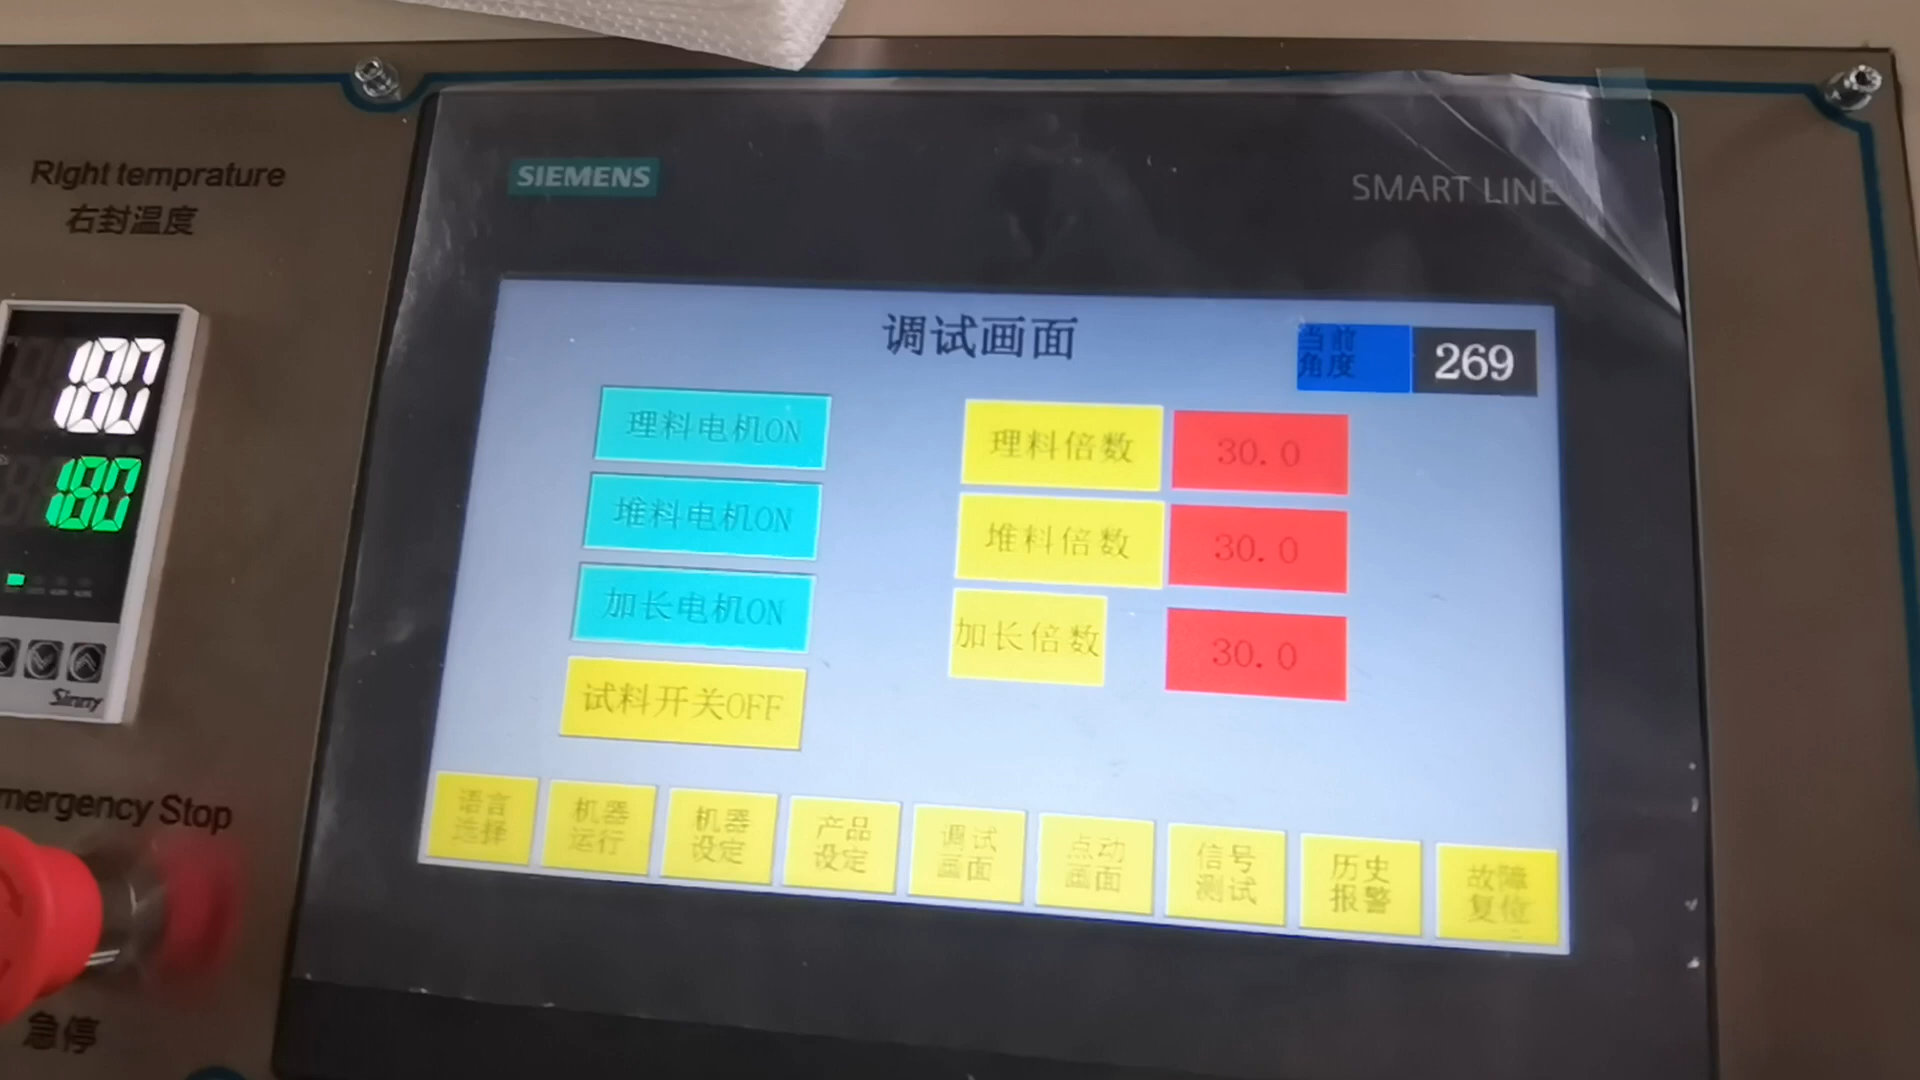 Right temprature
右封温度
180
180
Sinny
mergency Stop
急停
SIEMENS
SMART LINE
调试画面
当前
角度
269
理料电机ON
理料倍数
30.0
堆料电机ON
堆料倍数
30.0
加长电机ON
加长倍数
30.0
试料开关OFF
语言
选择
机器
运行
机器
设定
产品
设定
调试
画面
点动
画面
信号
测试
历史
报警
故障
复位